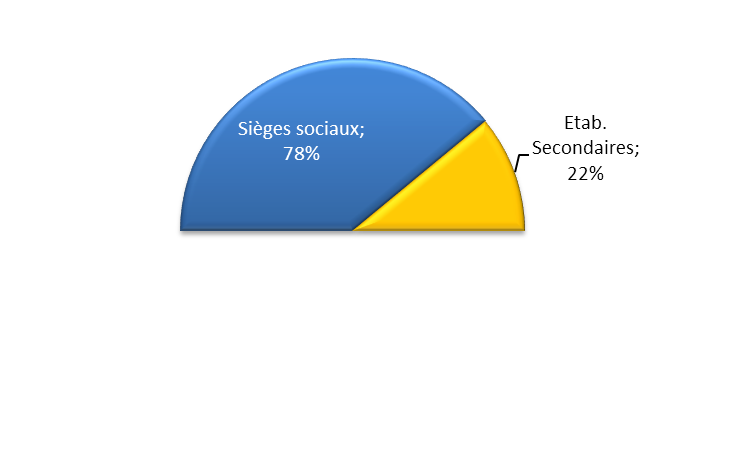 Sièges sociaux;
78%
Etab.
Secondaires;
22%